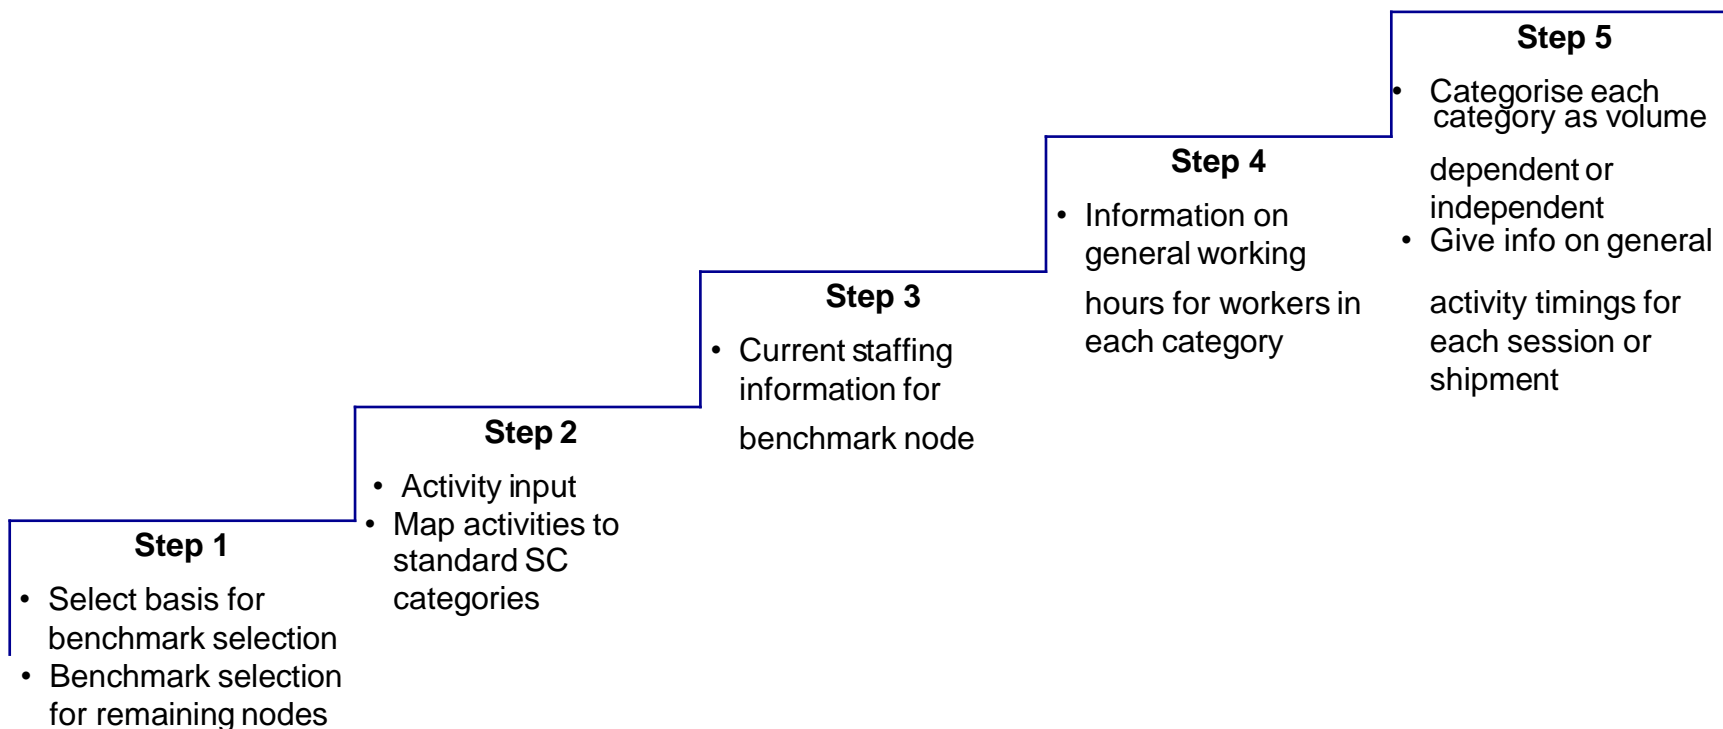 Step 1
• Select basis for
benchmark selection
• Benchmark selection
for remaining nodes
Step 2
• Activity input
• Map activities to
standard SC
categories
Step 3
• Current staffing
information for
benchmark node
Step 4
• Information on
general working
hours for workers in
each category
Step 5
• Categorise each
category as volume
dependent or
independent
• Give info on general
activity timings for
each session or
shipment